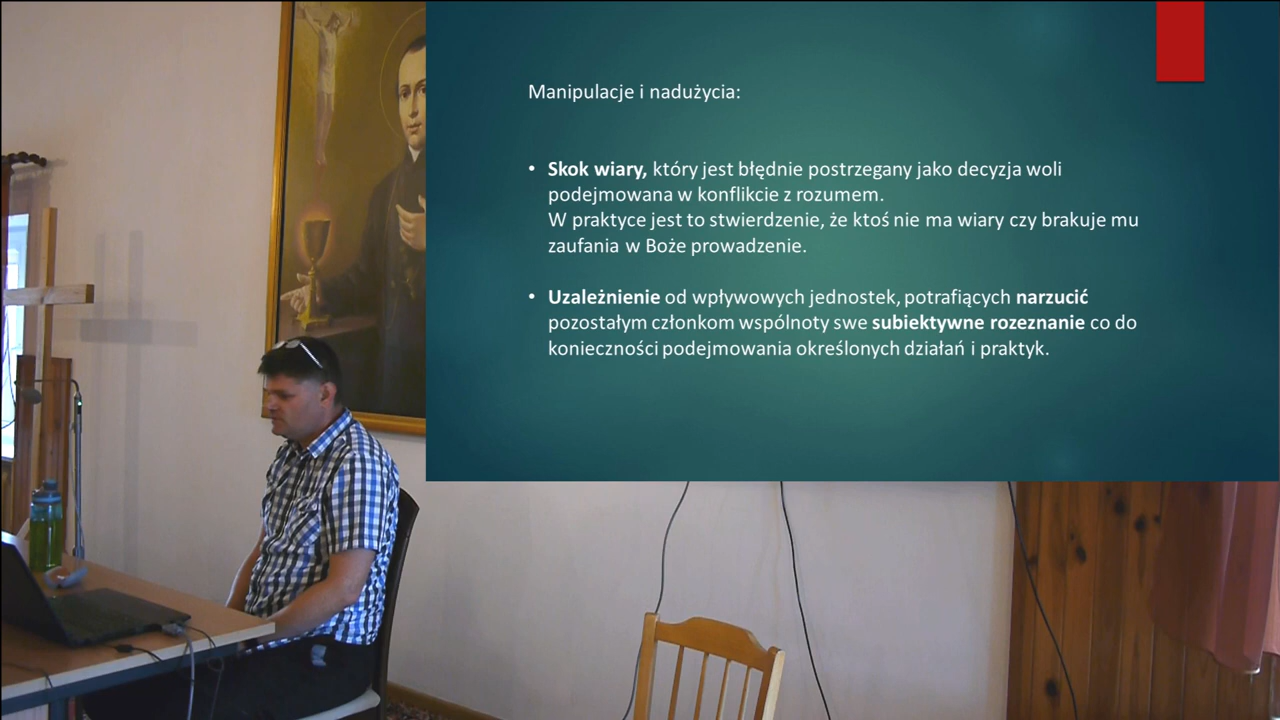 Manipulacje i nadużycia:
• Skok wiary, który jest błędnie postrzegany jako decyzja woli
podejmowana w konflikcie z rozumem.
W praktyce jest to stwierdzenie, że ktoś nie ma wiary czy brakuje mu
zaufania w Boże prowadzenie.
• Uzależnienie od wpływowych jednostek, potrafiących narzucić
pozostałym członkom wspólnoty swe subiektywne rozeznanie co do
konieczności podejmowania określonych działań i praktyk.